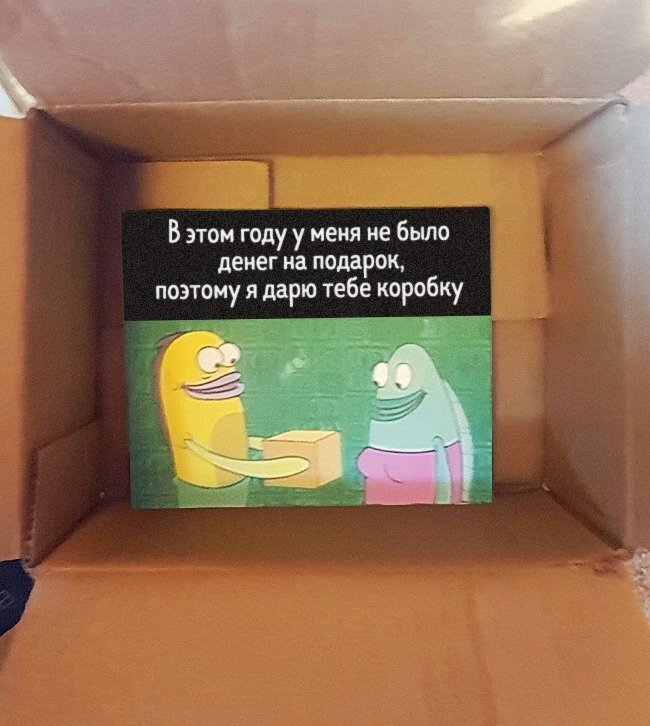 В этом году у меня не было
денег на подарок,
поэтому я дарю тебе коробку